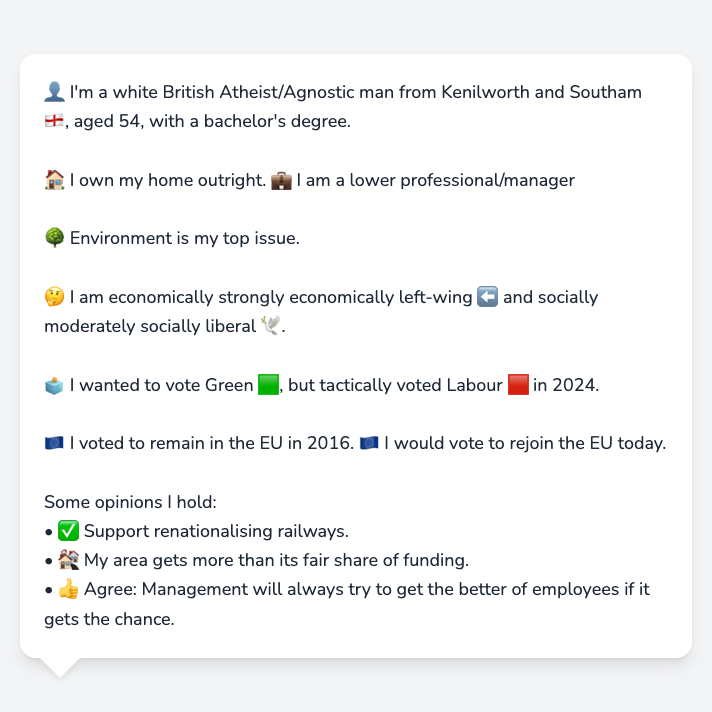 👤 I'm a white British Atheist/Agnostic man from Kenilworth and Southam
🏴󠁧󠁢󠁥󠁮󠁧󠁿, aged 54, with a bachelor's degree.
🏠 I own my home outright. 💼 I am a lower professional/manager
🌳 Environment is my top issue.
🤔 I am economically strongly economically left-wing ⬅️ and socially
moderately socially liberal 🕊️.
🗳️ I wanted to vote Green 🟩, but tactically voted Labour 🟥 in 2024.
🇪🇺 I voted to remain in the EU in 2016. 🇪🇺 I would vote to rejoin the EU today.
Some opinions I hold:
• ✅ Support renationalising railways.
• 🏘️ My area gets more than its fair share of funding.
• 👍 Agree: Management will always try to get the better of employees if it
gets the chance.